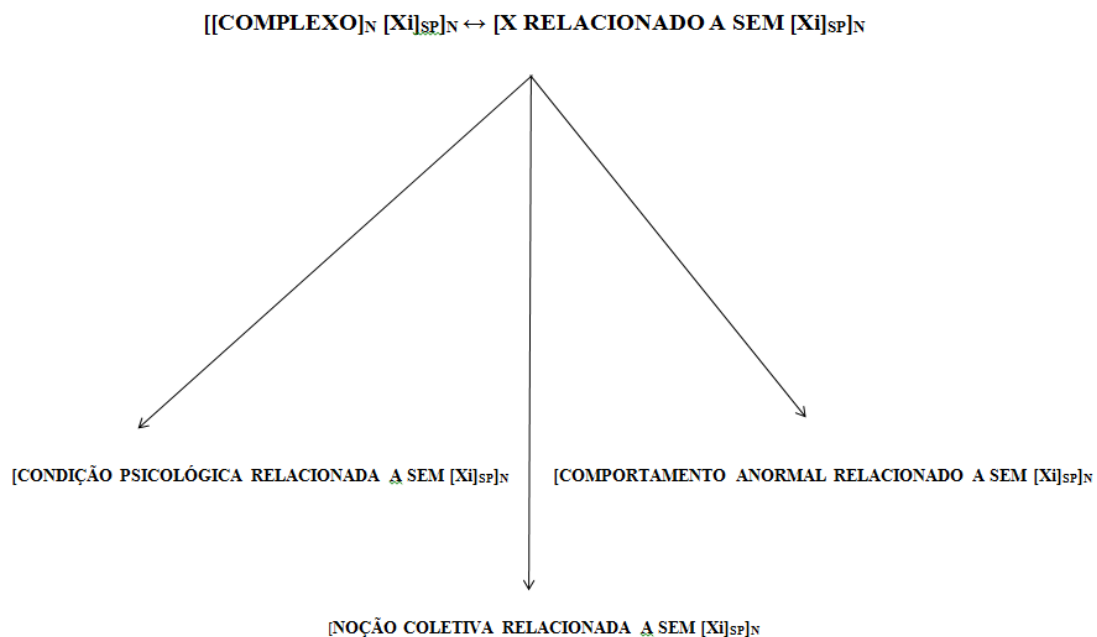 [[COMPLEXO]N [Xi]SP]N ↔ [X RELACIONADO A SEM [Xi]SP]N
[CONDIÇÃO PSICOLÓGICA RELACIONADA A SEM [Xi]SP]N
[COMPORTAMENTO ANORMAL RELACIONADO A SEM [Xi]SP]N
[NOÇÃO COLETIVA RELACIONADA A SEM [Xi]SP]N